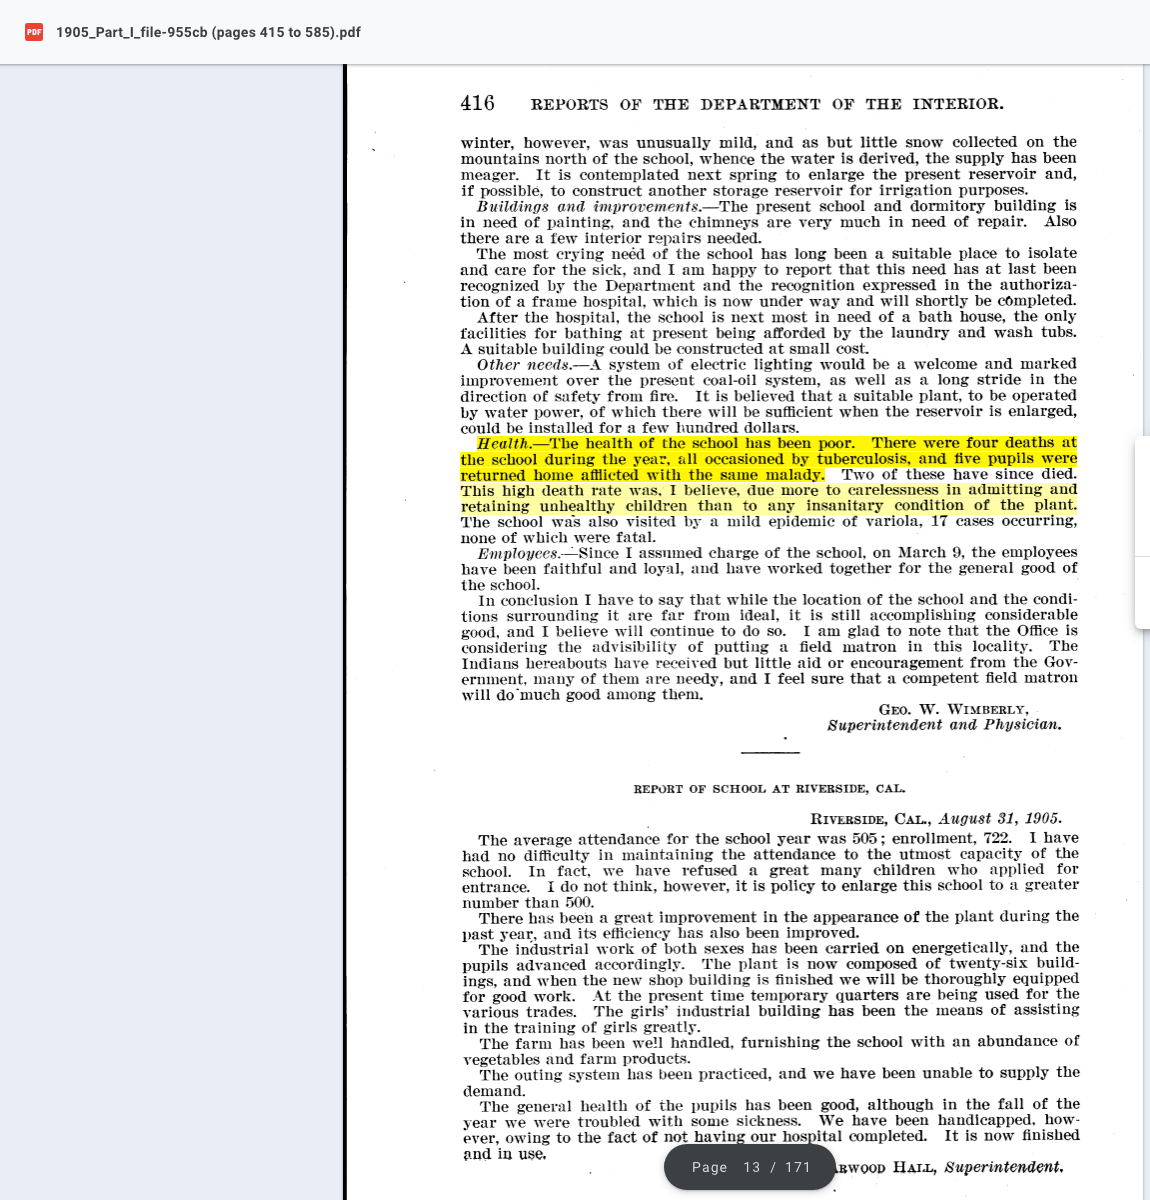 PDF 1905_Part_I_file-955cb (pages 415 to 585).pdf
416 REPORTS OF THE DEPARTMENT OF THE INTERIOR.
winter, however, was unusually mild, and as but little snow collected on the
mountains north of the school, whence the water is derived, the supply has been
meager. It is contemplated next spring to enlarge the present reservoir and,
if possible, to construct another storage reservoir for irrigation purposes.
Buildings and improvements.—The present school and dormitory building is
in need of painting, and the chimneys are very much in need of repair. Also
there are a few interior repairs needed.
The most crying need of the school has long been a suitable place to isolate
and care for the sick, and I am happy to report that this need has at last been
recognized by the Department and the recognition expressed in the authoriza-
tion of a frame hospital, which is now under way and will shortly be completed.
After the hospital, the school is next most in need of a bath house, the only
facilities for bathing at present being afforded by the laundry and wash tubs.
A suitable building could be constructed at small cost.
Other needs.—A system of electric lighting would be a welcome and marked
improvement over the present coal-oil system, as well as a long stride in the
direction of safety from fire. It is believed that a suitable plant, to be operated
by water power, of which there will be sufficient when the reservoir is enlarged,
could be installed for a few hundred dollars.
Health.—The health of the school has been poor. There were four deaths at
the school during the year, all occasioned by tuberculosis, and five pupils were
returned home afflicted with the same malady. Two of these have since died.
This high death rate was, I believe, due more to carelessness in admitting and
retaining unhealthy children than to any insanitary condition of the plant.
The school was also visited by a mild epidemic of variola, 17 cases occurring,
none of which were fatal.
Employees.—Since I assumed charge of the school, on March 9, the employees
have been faithful and loyal, and have worked together for the general good of
the school.
In conclusion I have to say that while the location of the school and the condi-
tions surrounding it are far from ideal, it is still accomplishing considerable
good, and I believe will continue to do so. I am glad to note that the Office is
considering the advisibility of putting a field matron in this locality. The
Indians hereabouts have received but little aid or encouragement from the Gov-
ernment, many of them are needy, and I feel sure that a competent field matron
will do much good among them.
GEO. W. WIMBERLY,
Superintendent and Physician.
REPORT OF SCHOOL AT RIVERSIDE, CAL.
RIVERSIDE, CAL., August 31, 1905.
The average attendance for the school year was 505; enrollment, 722. I have
had no difficulty in maintaining the attendance to the utmost capacity of the
school. In fact, we have refused a great many children who applied for
entrance. I do not think, however, it is policy to enlarge this school to a greater
number than 500.
There has been a great improvement in the appearance of the plant during the
past year, and its efficiency has also been improved.
The industrial work of both sexes has been carried on energetically, and the
pupils advanced accordingly. The plant is now composed of twenty-six build-
ings, and when the new shop building is finished we will be thoroughly equipped
for good work. At the present time temporary quarters are being used for the
various trades. The girls' industrial building has been the means of assisting
in the training of girls greatly.
The farm has been well handled, furnishing the school with an abundance of
vegetables and farm products.
The outing system has been practiced, and we have been unable to supply the
demand.
The general health of the pupils has been good, although in the fall of the
year we were troubled with some sickness. We have been handicapped, how-
ever, owing to the fact of not having our hospital completed. It is now finished
and in use.
RWOOD HALL, Superintendent.
Page 13 / 171